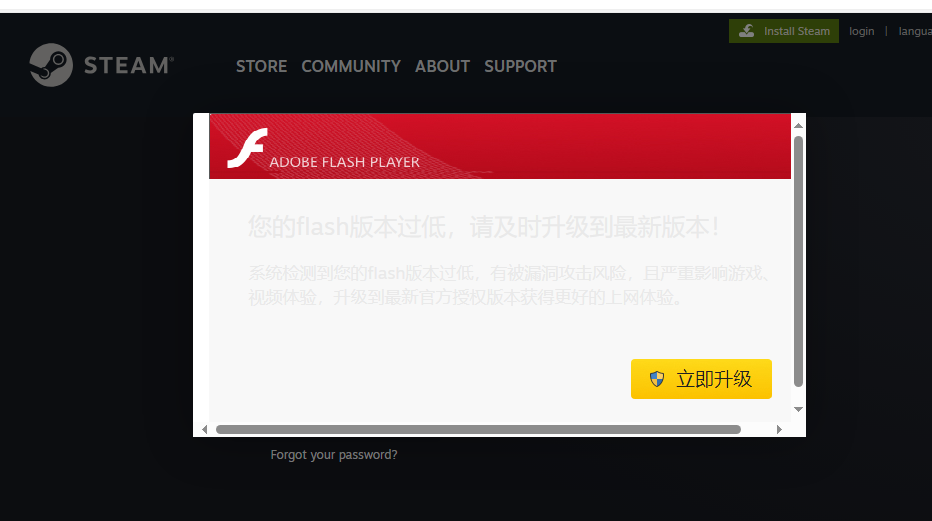 Install Steam login | langua
STEAM®
STORE COMMUNITY ABOUT SUPPORT
ADOBE FLASH PLAYER
您的flash版本过低，请及时升级到最新版本！
系统检测到您的flash版本过低，有被漏洞攻击风险，且严重影响游戏、
视频体验，升级到最新官方授权版本获得更好的上网体验。
立即升级
Forgot your password?